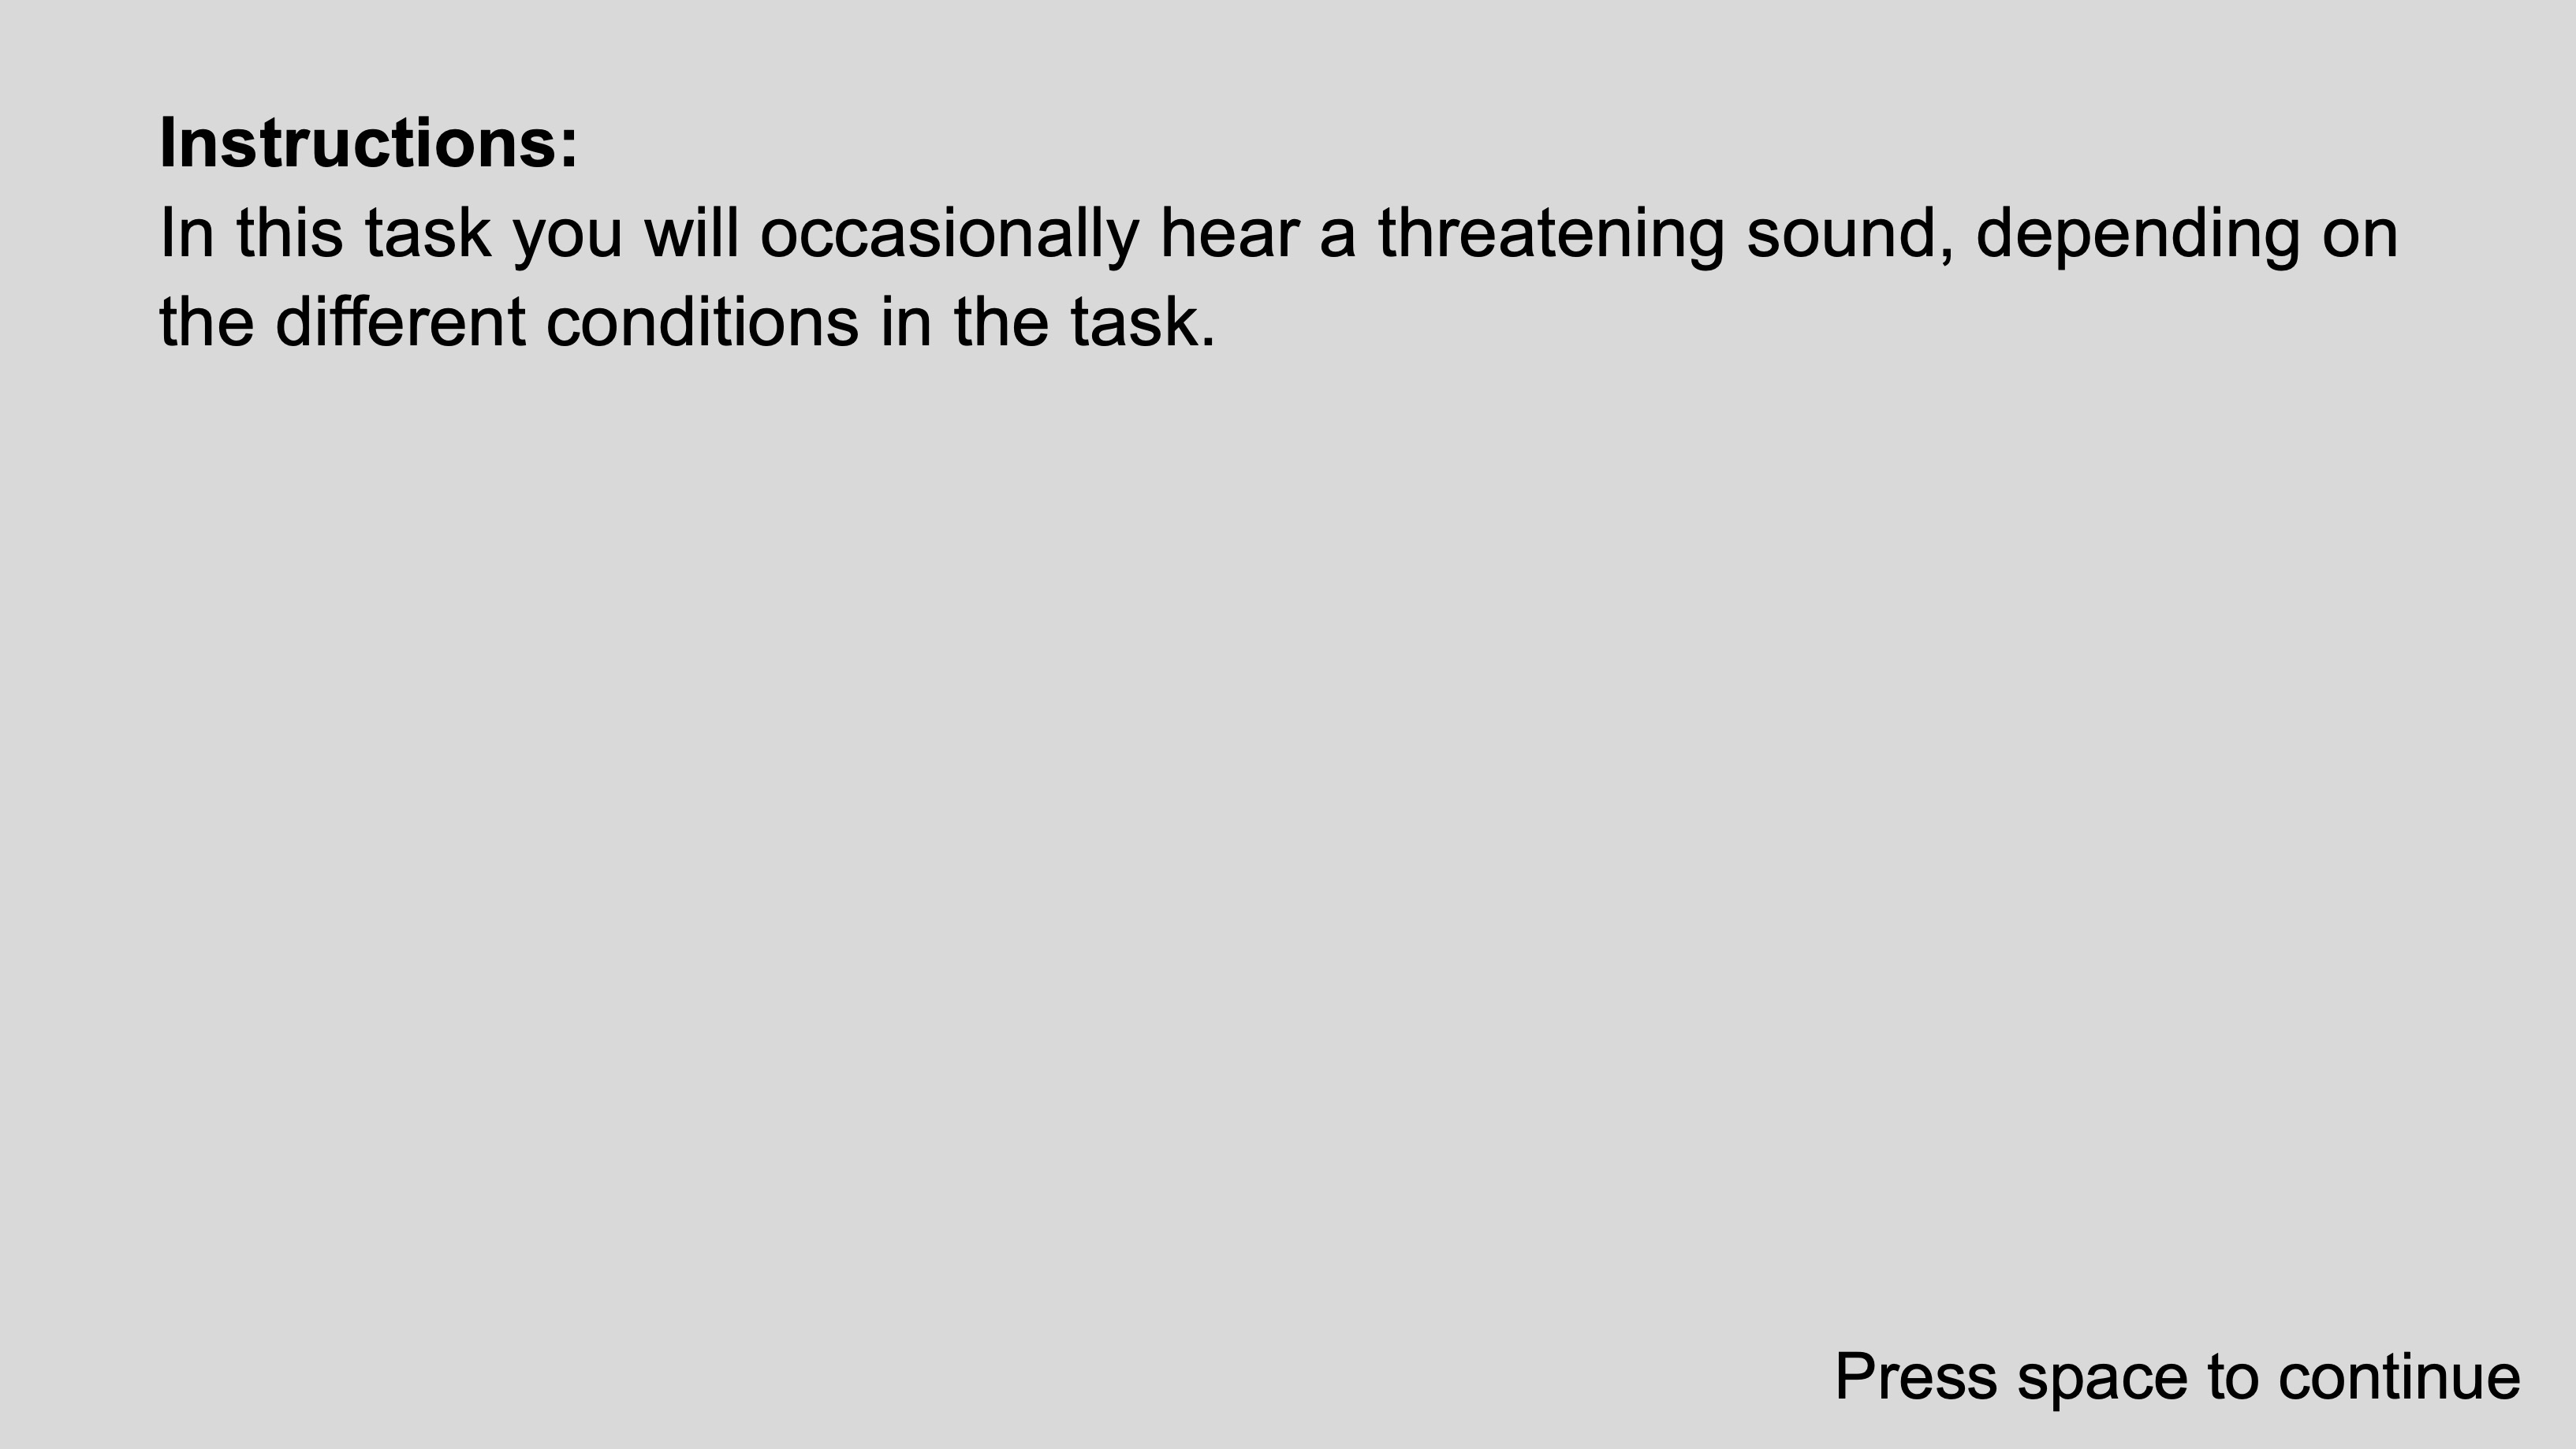 Instructions:
In this task you will occasionally hear a threatening sound, depending on
the different conditions in the task.
Press space to continue